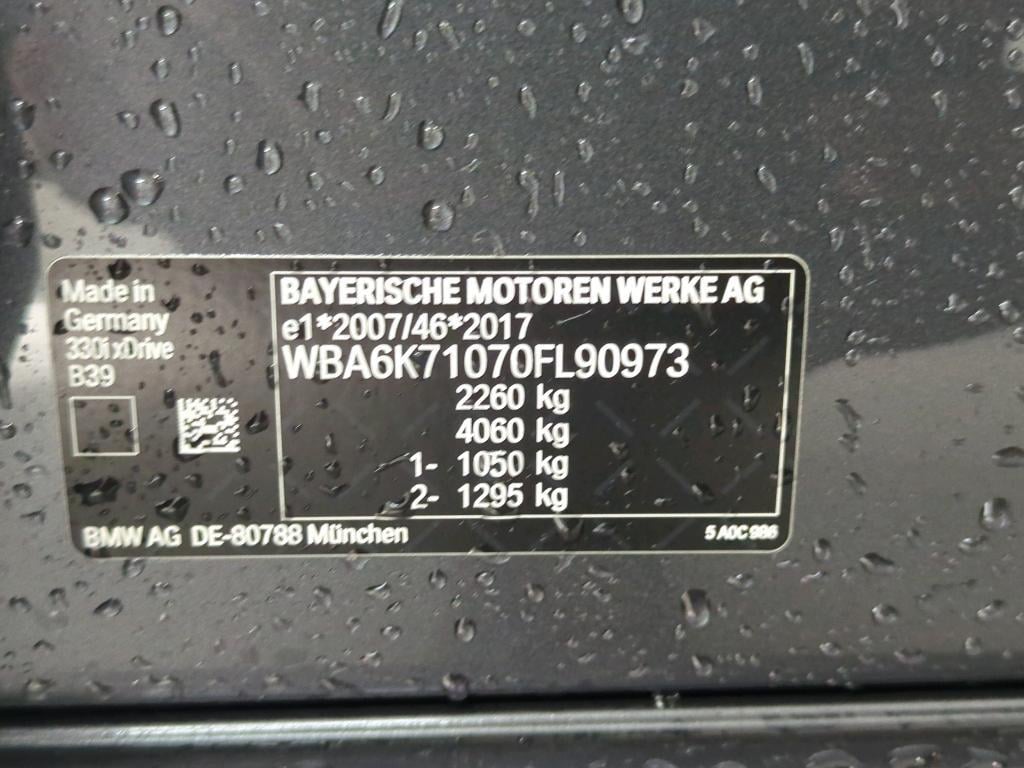 Made in
Germany
330i xDrive
B39
BAYERISCHE MOTOREN WERKE AG
e1*2007/46*2017
WBA6K71070FL90973
2260 kg
4060 kg
1- 1050 kg
2- 1295 kg
BMW AG DE-80788 München
5 A0C 986